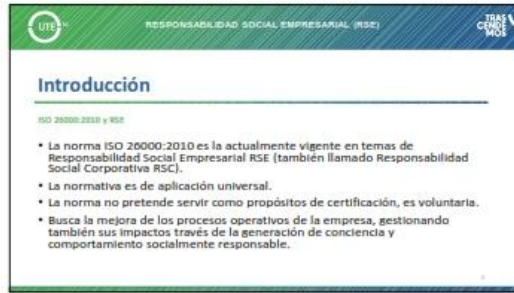 UTE
RESPONSABILIDAD SOCIAL EMPRESARIAL (RSE)
TRAS
CENDE
MOS
Introducción
ISO 26000:2010 y RSE
• La norma ISO 26000:2010 es la actualmente vigente en temas de
Responsabilidad Social Empresarial RSE (también llamado Responsabilidad
Social Corporativa RSC).
• La normativa es de aplicación universal.
• La norma no pretende servir como propósitos de certificación, es voluntaria.
• Busca la mejora de los procesos operativos de la empresa, gestionando
también sus impactos través de la generación de conciencia y
comportamiento socialmente responsable.